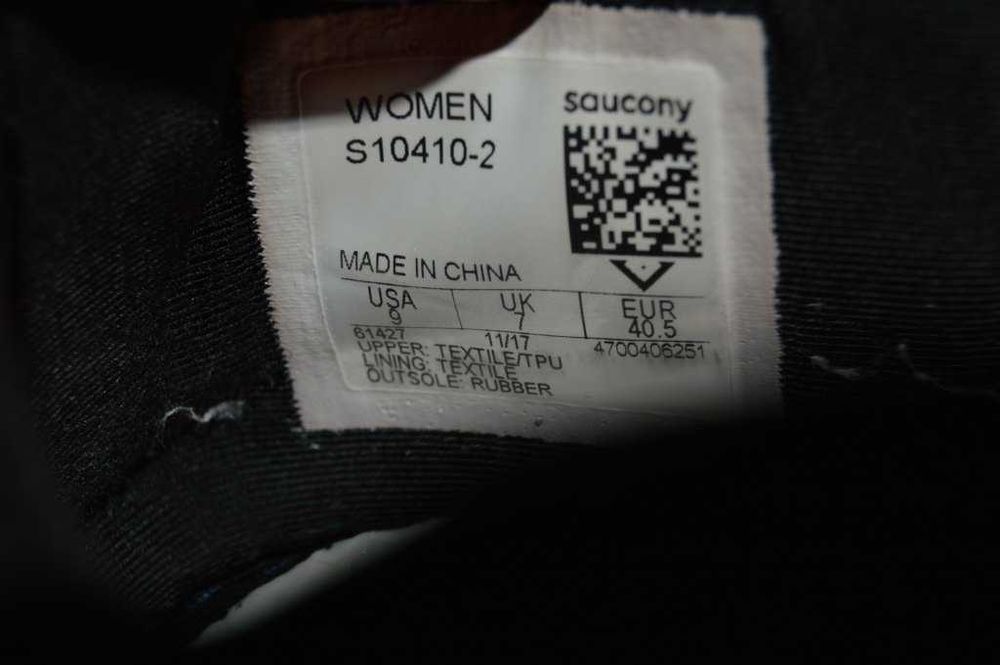 WOMEN
S10410-2
saucony
MADE IN CHINA
USA UK EUR
9 7 40.5
61427 11/17 4700406251
UPPER: TEXTILE/TPU
LINING: TEXTILE
OUTSOLE: RUBBER